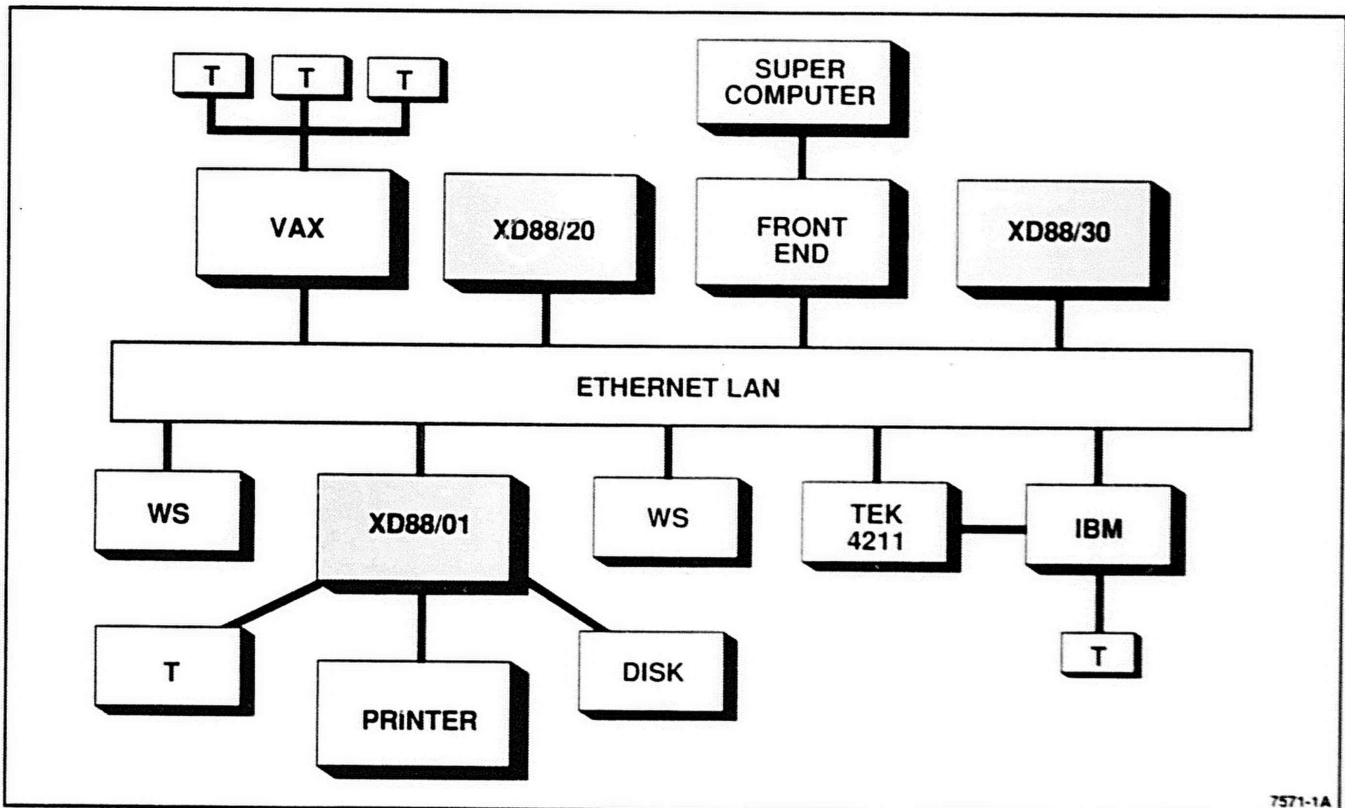 T
T
T
SUPER
COMPUTER
VAX
XD88/20
FRONT
END
XD88/30
ETHERNET LAN
WS
XD88/01
WS
TEK
4211
IBM
T
PRINTER
DISK
T
7571-1A